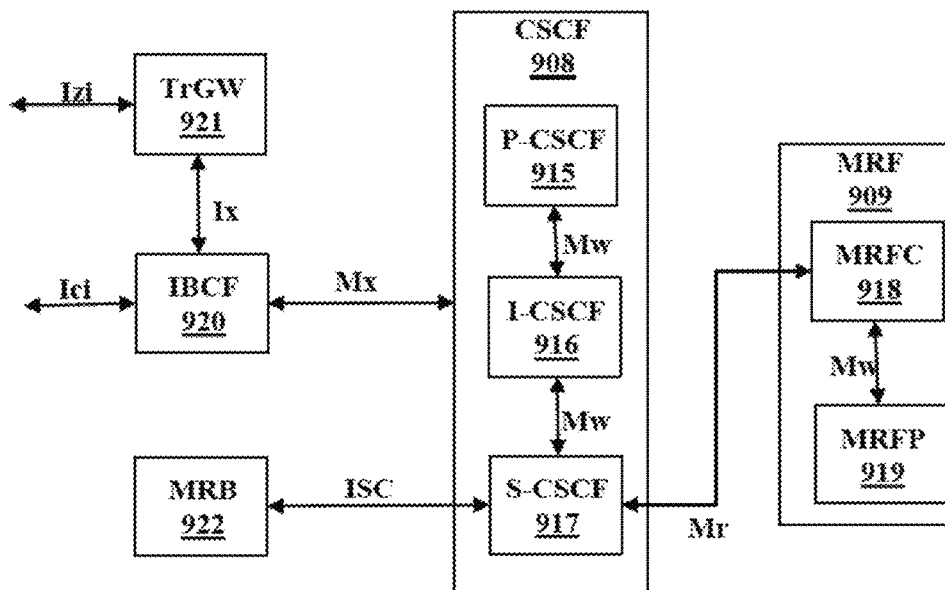 CSCF
908
Izi
TrGW
921
P-CSCF
915
MRF
909
Ix
Mw
MRFC
918
Ici
IBCF
920
Mx
I-CSCF
916
Mw
Mw
MRFP
919
MRB
922
ISC
S-CSCF
917
Mr